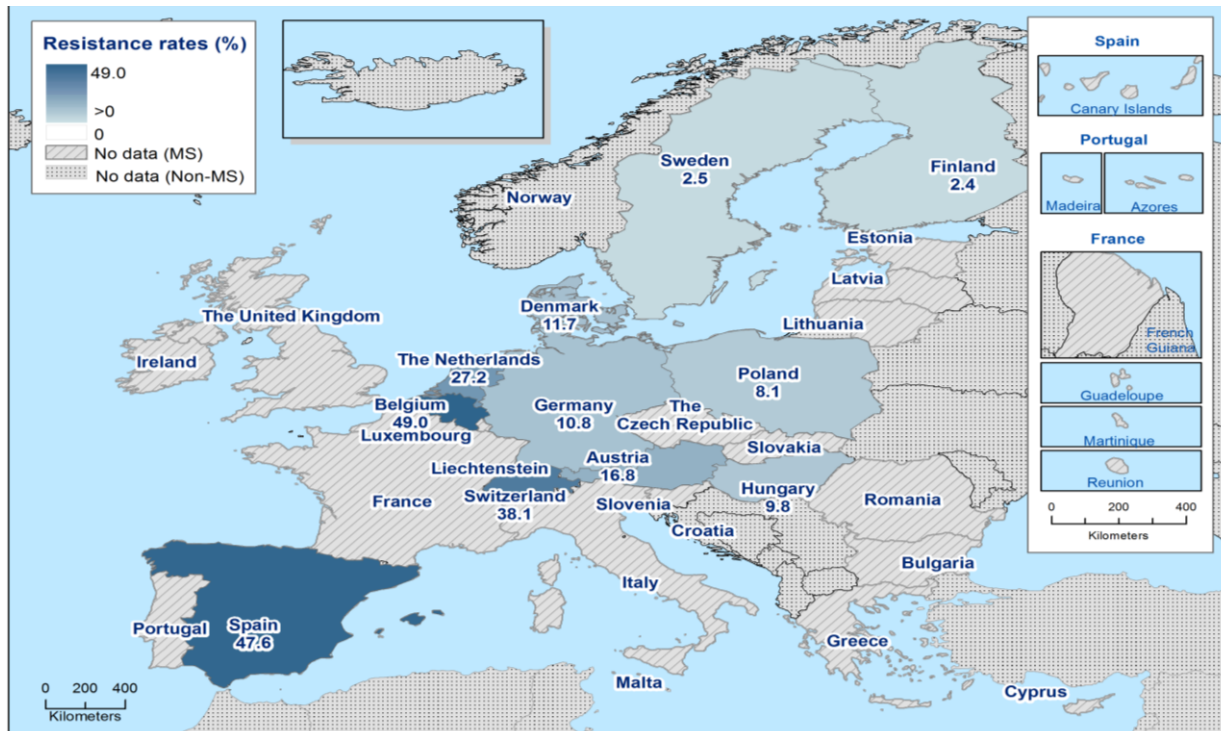 Resistance rates (%)
49.0
>0
0
No data (MS)
No data (Non-MS)
Spain
Canary Islands
Portugal
Madeira
Azores
France
French
Guiana
Guadeloupe
Martinique
Reunion
0 200 400
Kilometers
Sweden
2.5
Finland
2.4
Norway
Estonia
Latvia
Lithuania
Denmark
11.7
The United Kingdom
Ireland
The Netherlands
27.2
Belgium
49.0
Luxembourg
Germany
10.8
Poland
8.1
The
Czech Republic
Slovakia
Austria
16.8
Liechtenstein
Switzerland
38.1
France
Slovenia
Hungary
9.8
Romania
Croatia
Bulgaria
Italy
Portugal
Spain
47.6
Greece
Malta
Cyprus
0 200 400
Kilometers